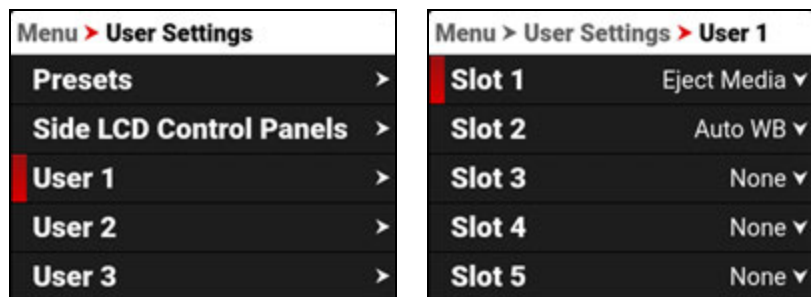 Menu > User Settings
Presets >
Side LCD Control Panels >
User 1 >
User 2 >
User 3 >
Menu > User Settings > User 1
Slot 1 Eject Media
Slot 2 Auto WB
Slot 3 None
Slot 4 None
Slot 5 None